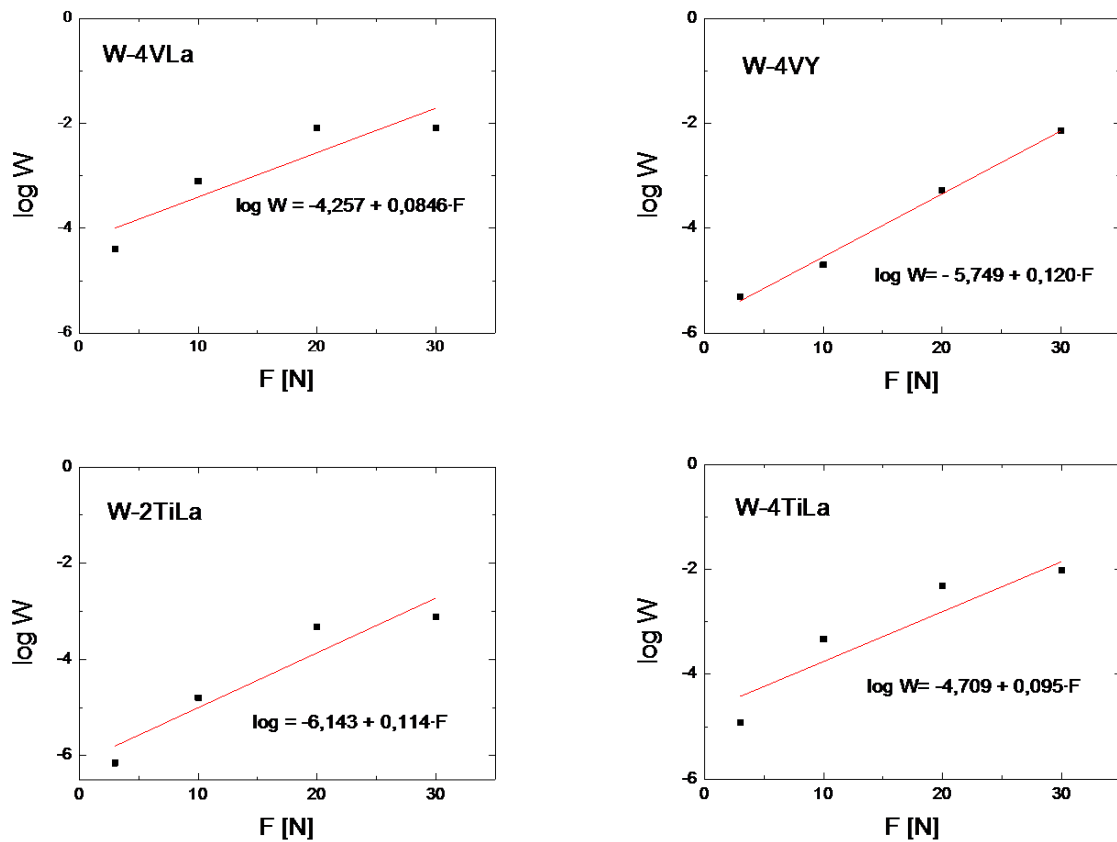 W-4VLa
log W
0
-2
-4
-6
log W = -4,257 + 0,0846·F
0
10
20
30
F [N]
W-4VY
log W
0
-2
-4
-6
log W= - 5,749 + 0,120·F
0
10
20
30
F [N]
W-2TiLa
log W
0
-2
-4
-6
log = -6,143 + 0,114·F
0
10
20
30
F [N]
W-4TiLa
log W
0
-2
-4
-6
log W= -4,709 + 0,095·F
0
10
20
30
F [N]